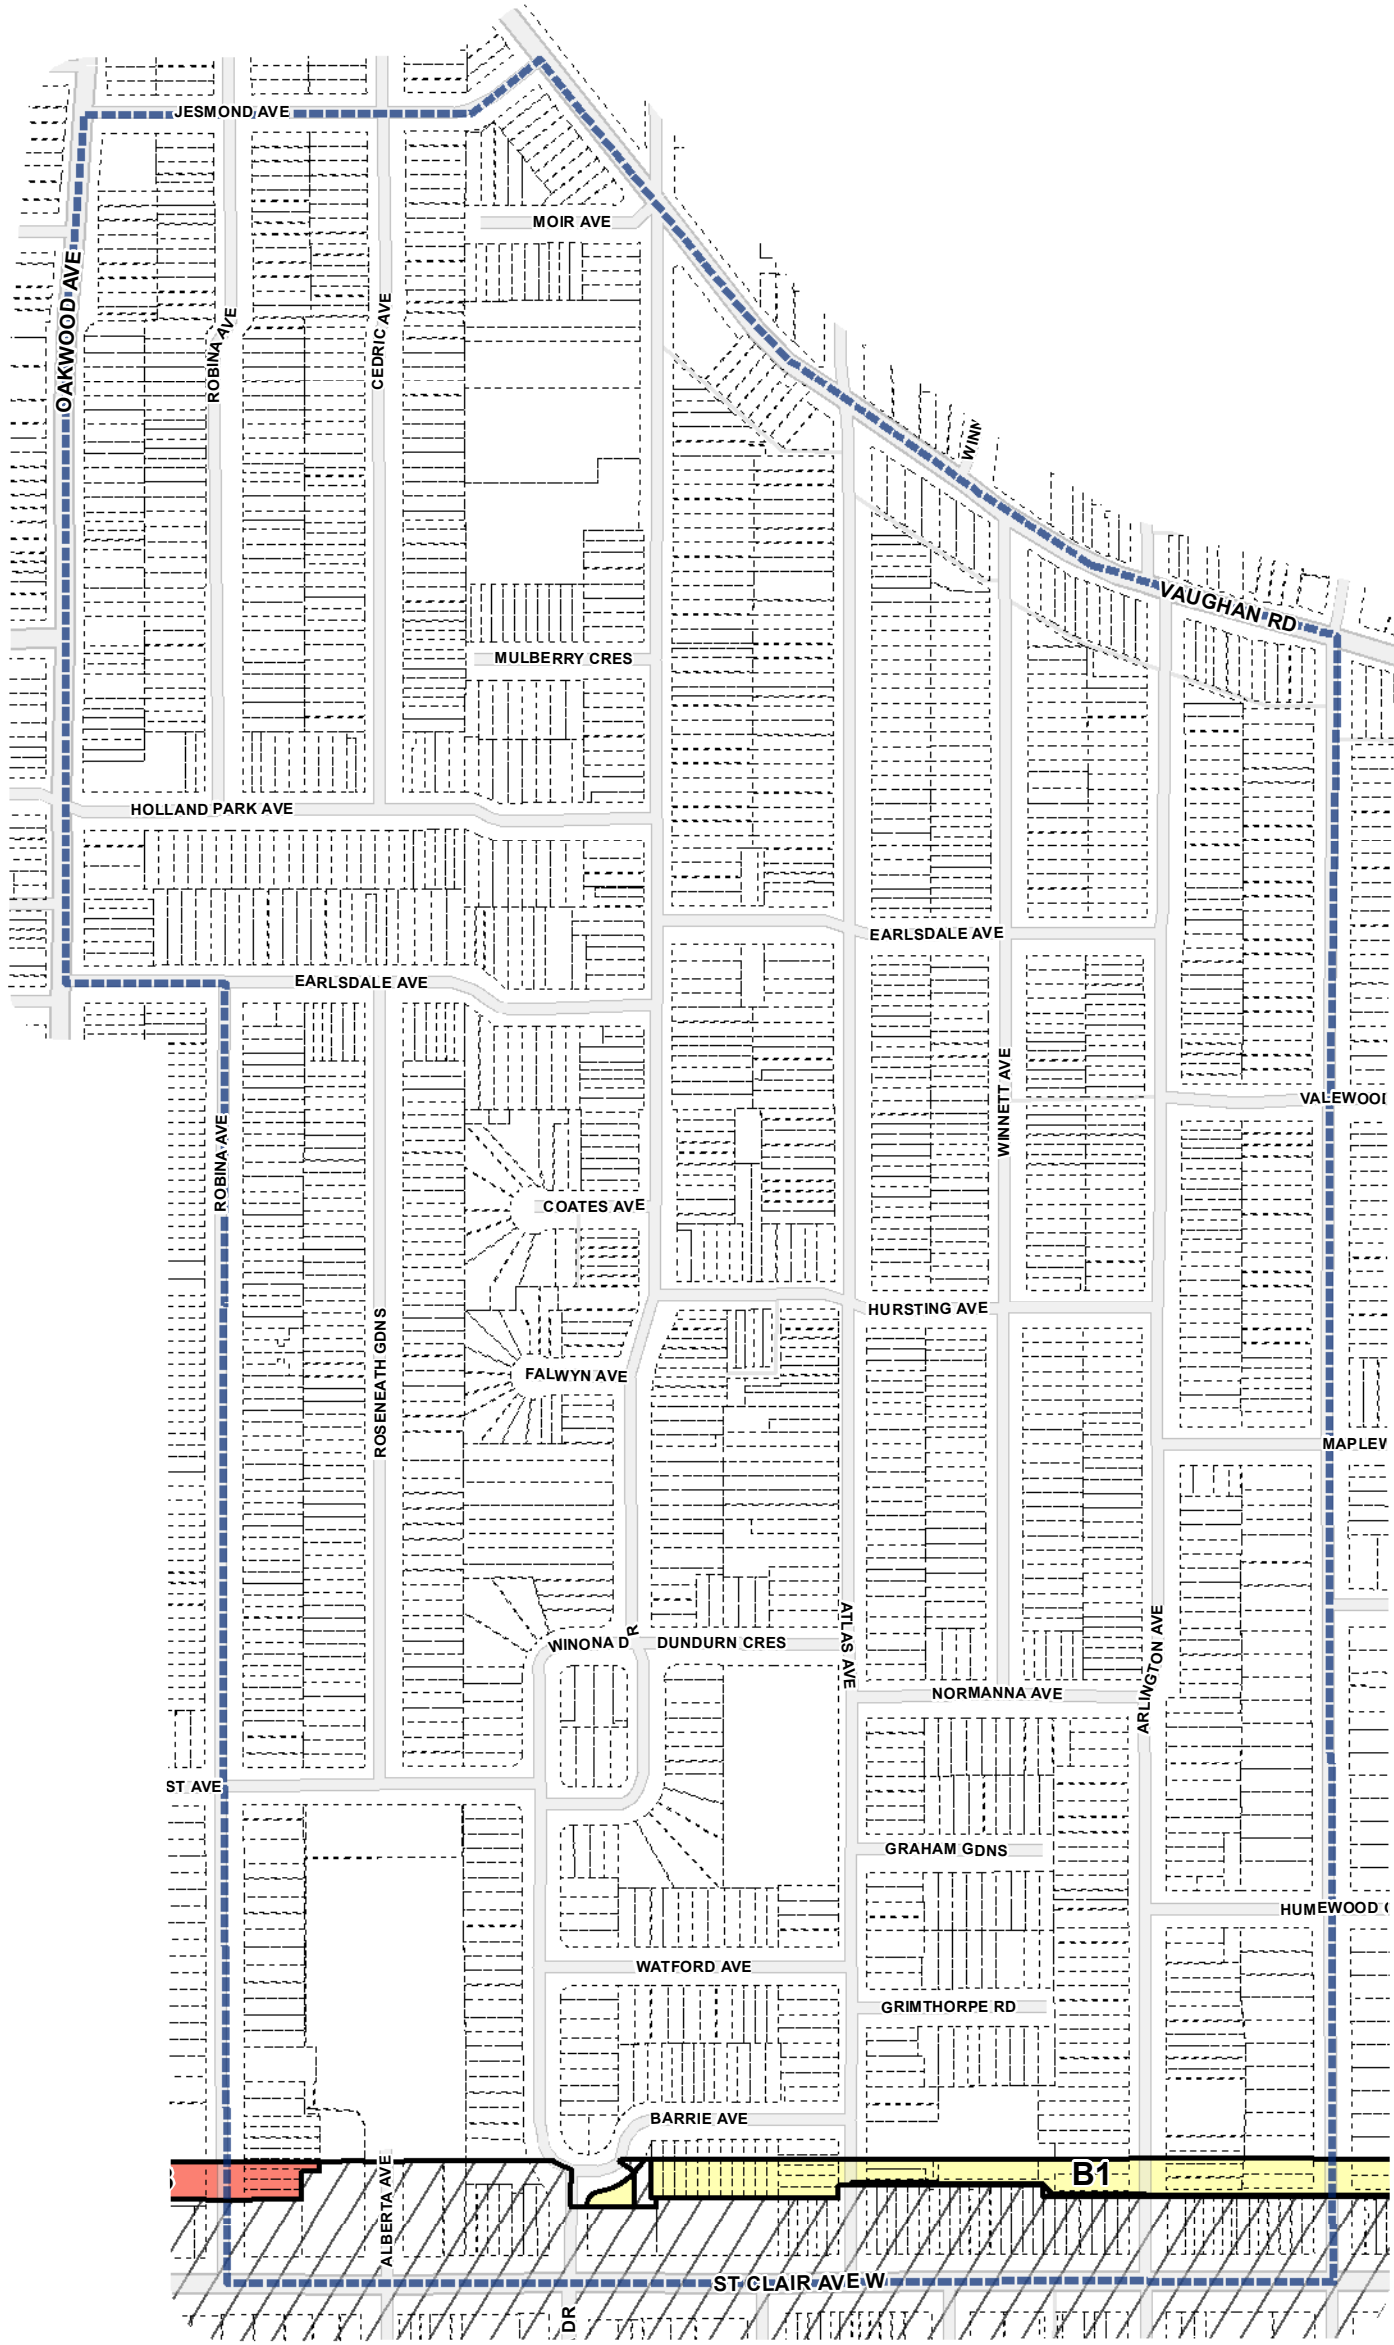 JESMOND AVE
MOIR AVE
OAKWOOD AVE
ROBINA AVE
CEDRIC AVE
WINN
VAUGHAN RD
MULBERRY CRES
HOLLAND PARK AVE
EARLSDALE AVE
EARLSDALE AVE
WINNETT AVE
VALEWOO
ROBINA AVE
COATES AVE
HURSTING AVE
ROSENEATH GDNS
FALWYN AVE
MAPLEW
ATLAS AVE
ARLINGTON AVE
WINONA DR
DUNDURN CRES
NORMANNA AVE
ST AVE
GRAHAM GDNS
HUMEWOOD
WATFORD AVE
GRIMTHORPE RD
BARRIE AVE
ALBERTA AVE
B1
ST CLAIR AVE W
DR